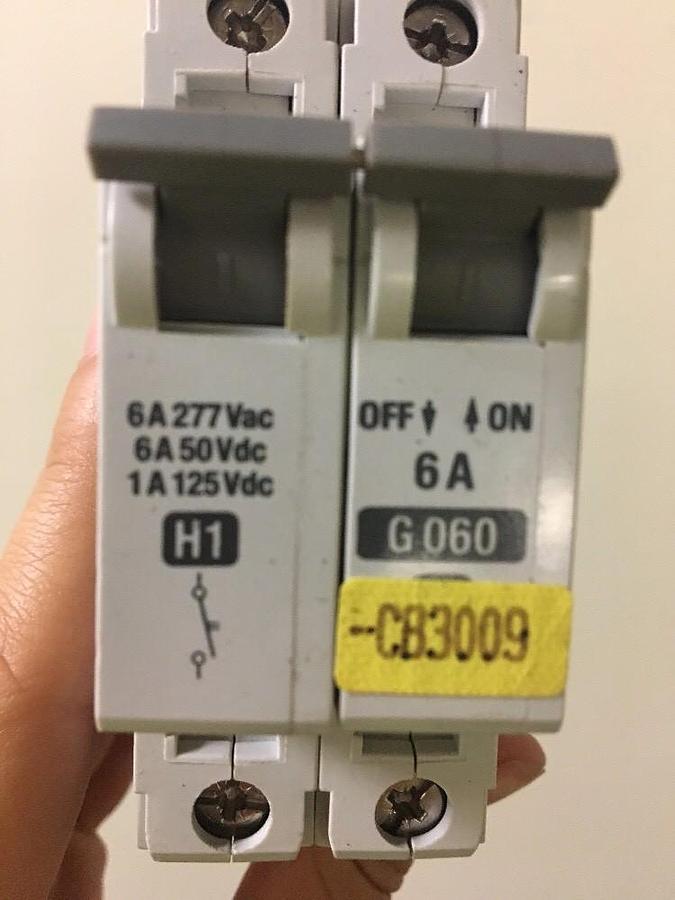 6A 277Vac
6A 50Vdc
1A 125Vdc
H1
OFF ON
6A
G 060
-CB3009